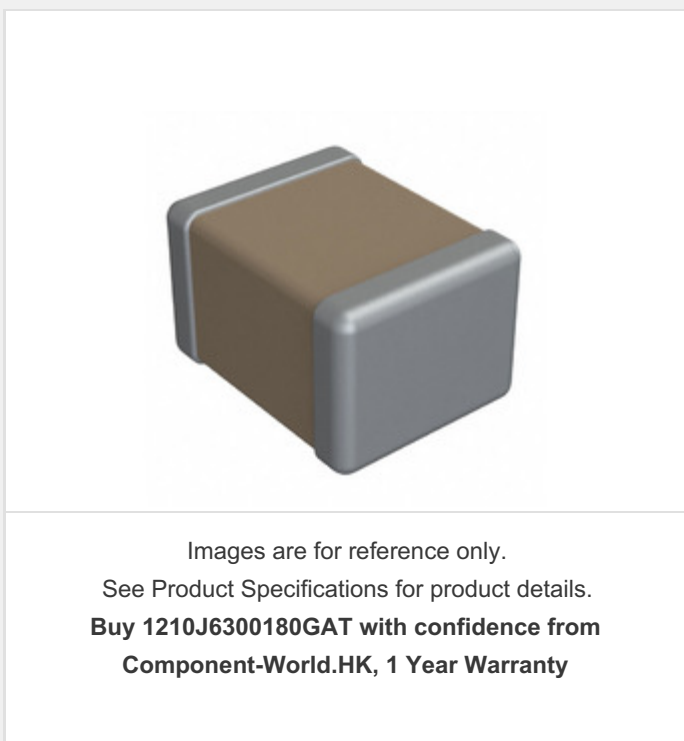 Images are for reference only.
See Product Specifications for product details.
Buy 1210J6300180GAT with confidence from
Component-World.HK, 1 Year Warranty